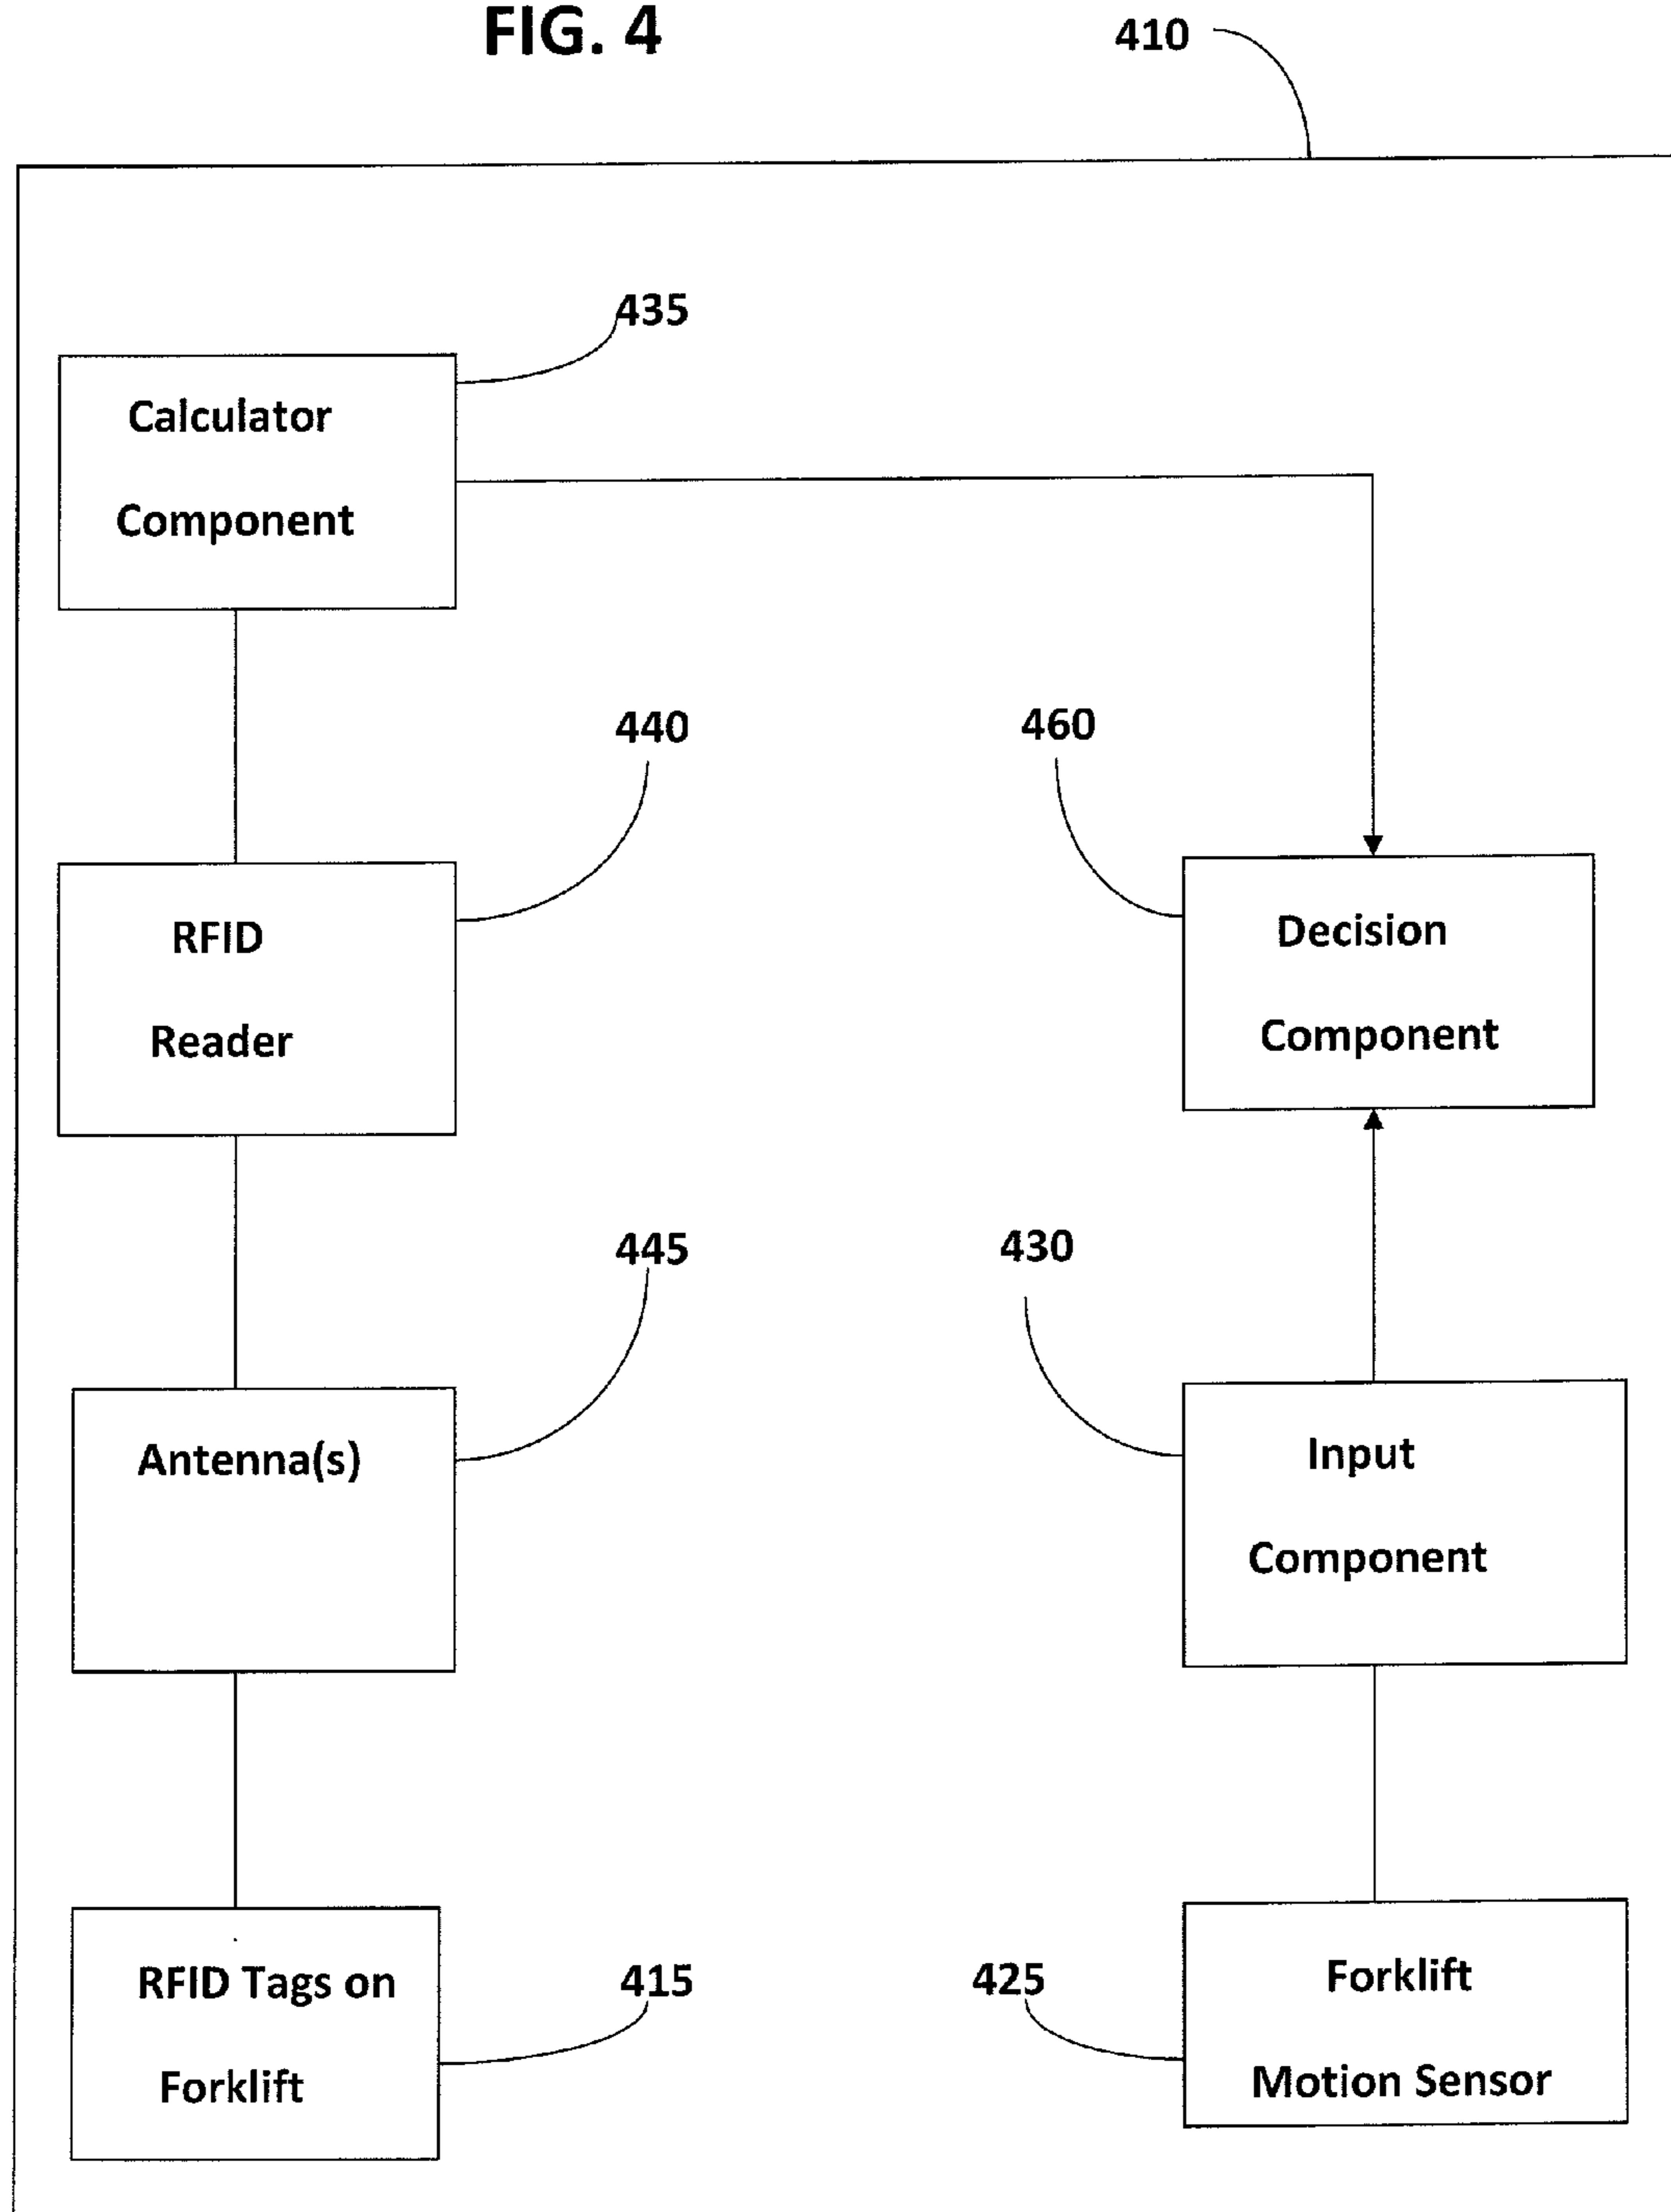 FIG. 4
410
435
Calculator
Component
440
460
RFID
Reader
Decision
Component
445
430
Antenna(s)
Input
Component
RFID Tags on
Forklift
415
425
Forklift
Motion Sensor